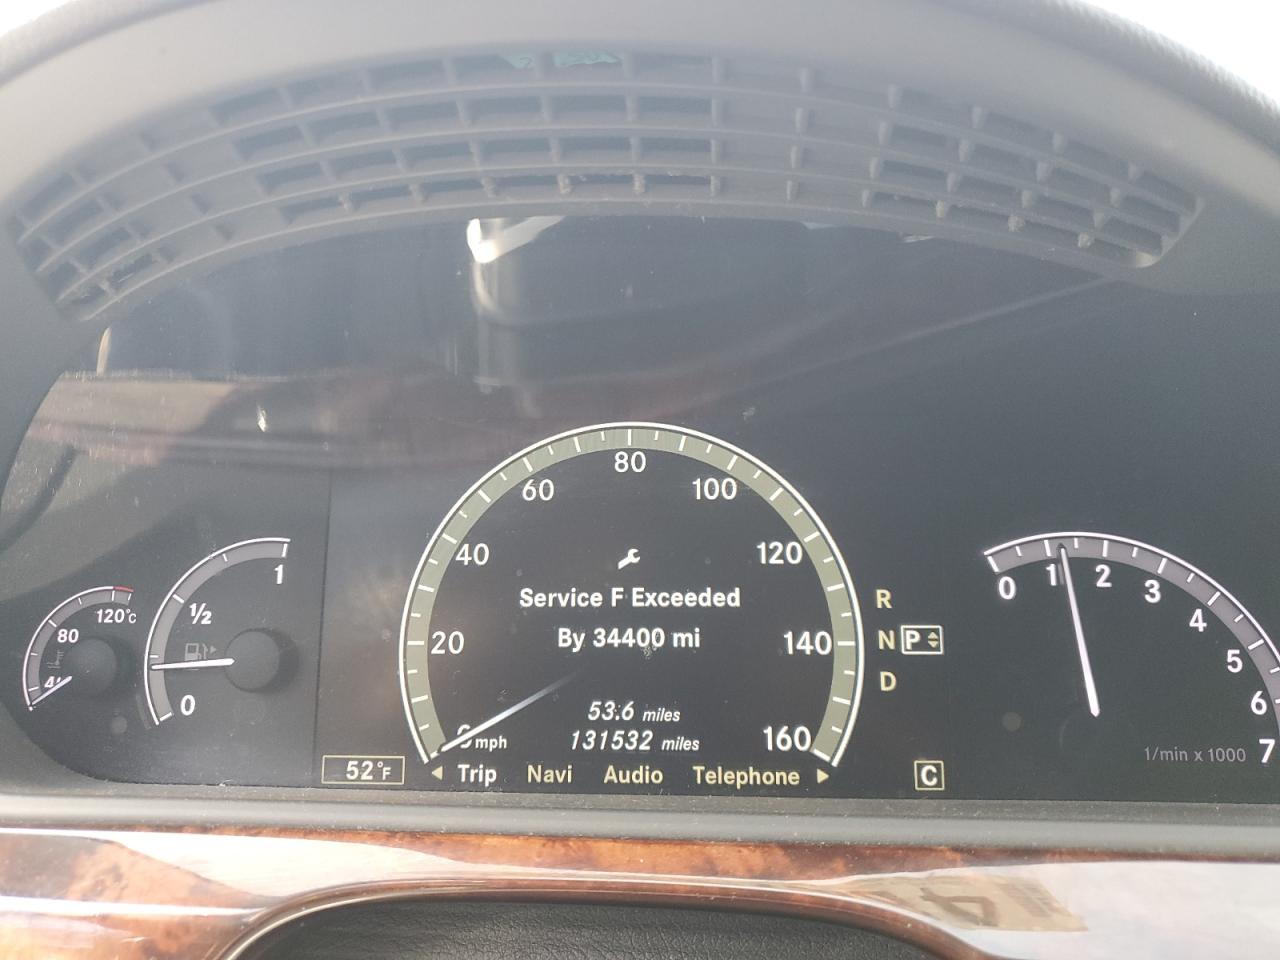 Service F Exceeded
By 34400 mi
53.6 miles
131532 miles
Trip Navi Audio Telephone
0 mph
20
40
60
80
100
120
140
160
120°C
80
1
½
0
52°F
R
N P
D
C
0
1
2
3
4
5
6
7
1/min x 1000